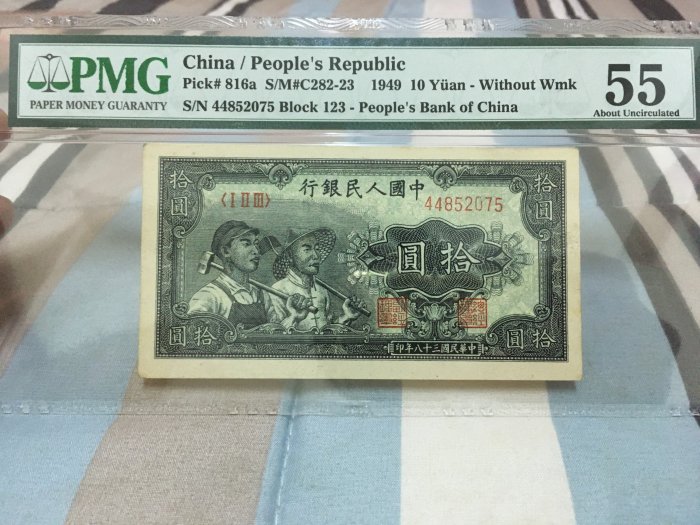 PMG
PAPER MONEY GUARANTY
China / People's Republic
Pick# 816a S/M#C282-23 1949 10 Yüan - Without Wmk
S/N 44852075 Block 123 - People's Bank of China
55
About Uncirculated
行銀民人國中
〈I II III〉
44852075
拾圓
拾圓
圓拾
圓拾
圓拾
印年八十三國民華中